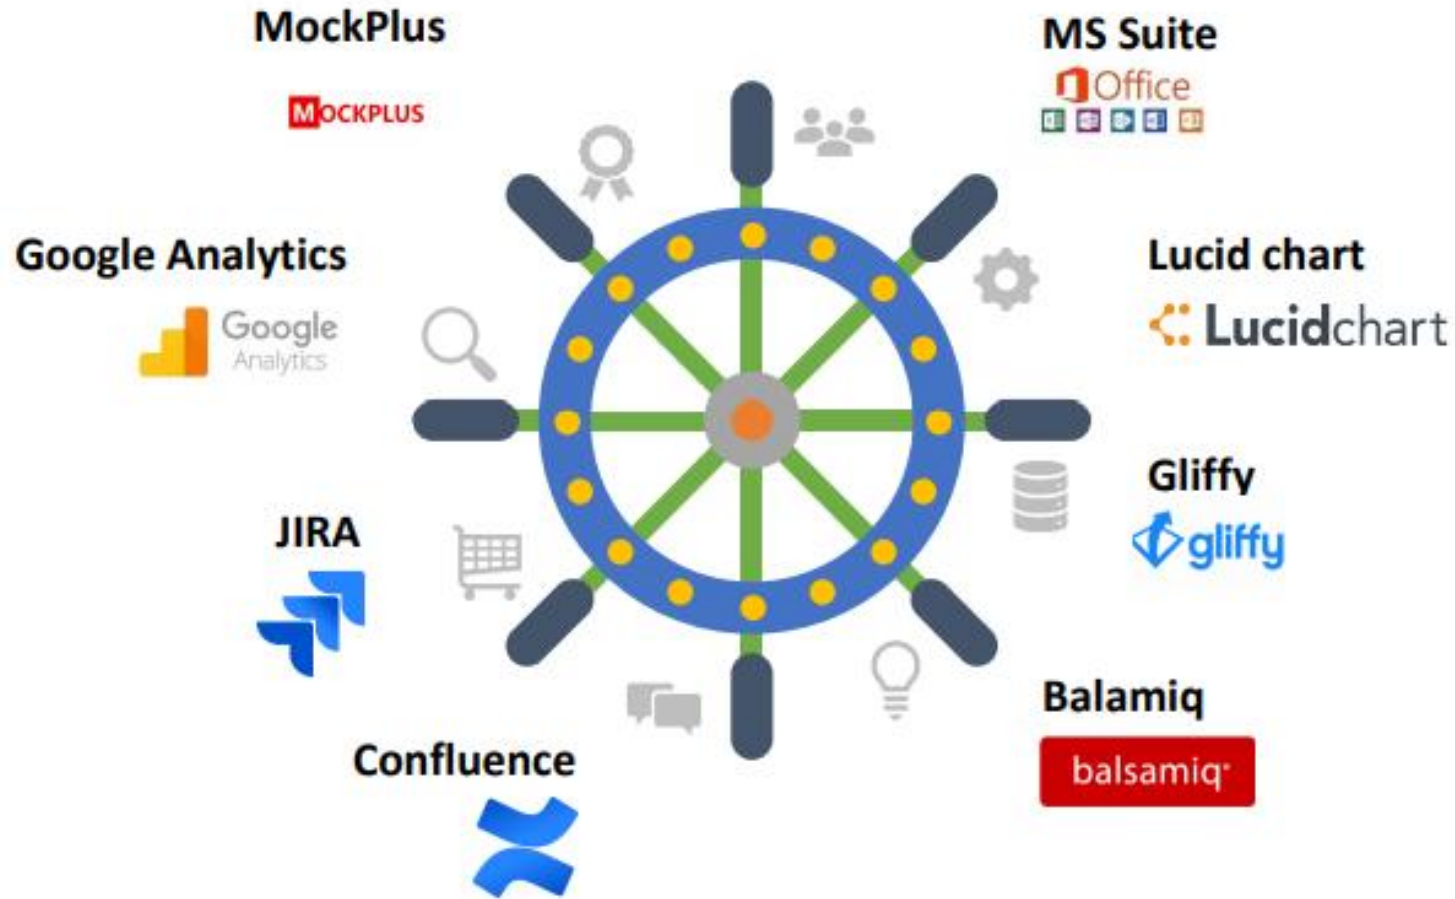 MockPlus
MOCKPLUS
MS Suite
Office
Google Analytics
Google
Analytics
Lucid chart
Lucidchart
JIRA
Gliffy
gliffy
Confluence
Balamiq
balsamiq